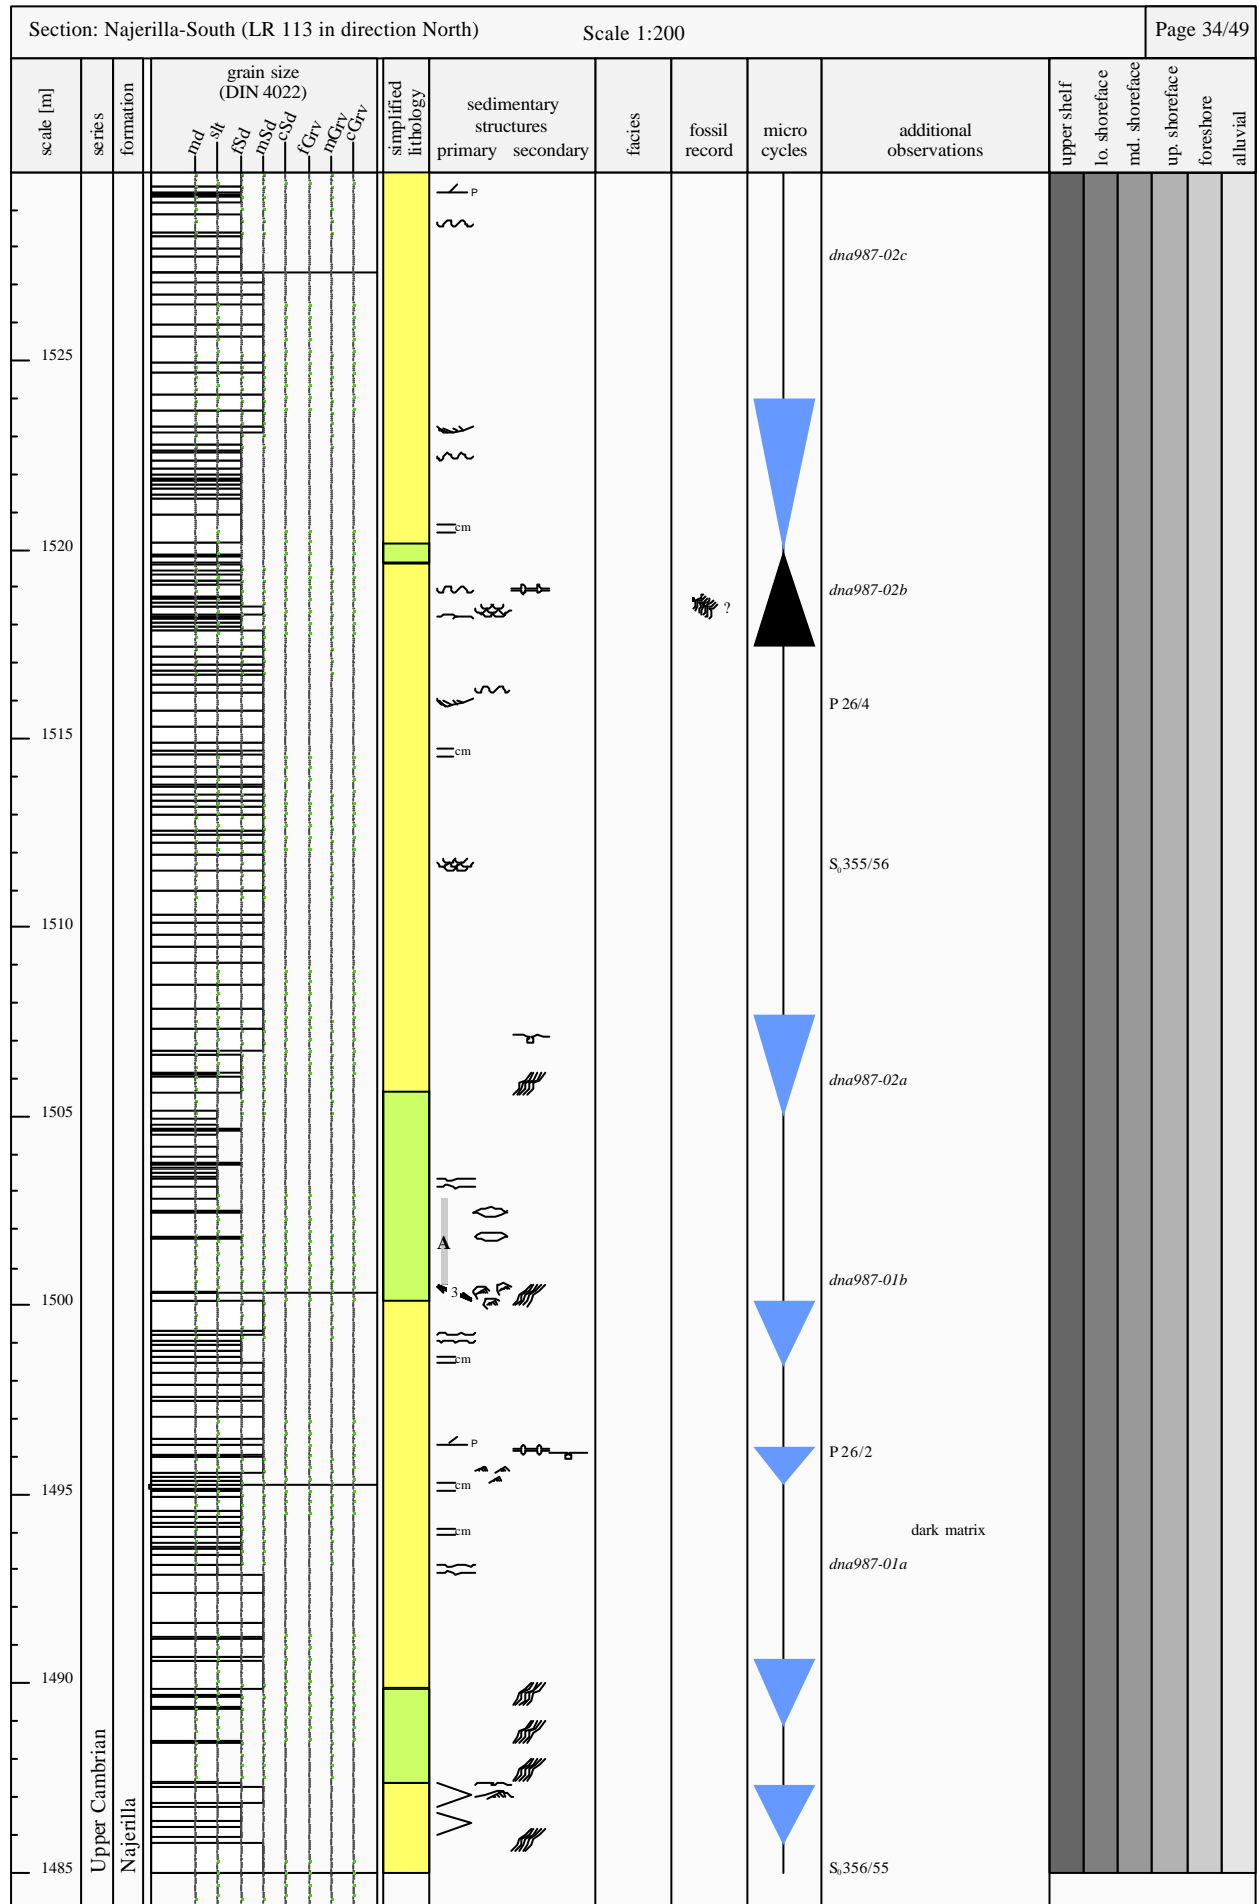 Section: Najerilla-South (LR 113 in direction North) Scale 1:200 Page 34/49
scale [m]
series
formation
grain size
(DIN 4022)
md
slt
fSd
mSd
cSd
fGrv
mGrv
cGrv
simplified
lithology
sedimentary
structures
primary secondary
facies
fossil
record
micro
cycles
additional
observations
upper shelf
lo. shoreface
md. shoreface
up. shoreface
foreshore
alluvial
P
dna987-02c
1525
cm
1520
dna987-02b
?
P 26/4
1515
cm
S0355/56
1510
dna987-02a
1505
A
dna987-01b
3
1500
cm
P
P 26/2
cm
1495
cm
dark matrix
dna987-01a
1490
Upper Cambrian
Najerilla
S0356/55
1485